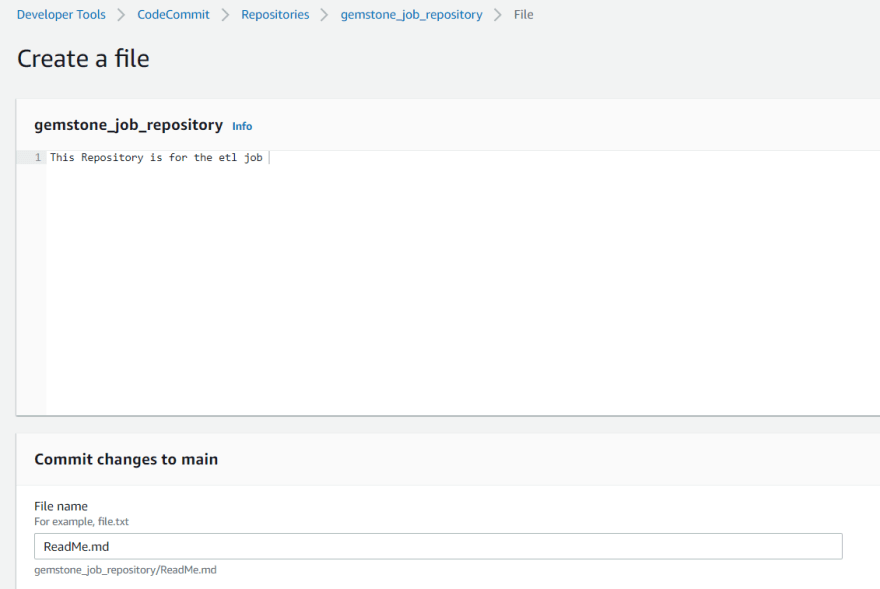 Developer Tools > CodeCommit > Repositories > gemstone_job_repository > File
Create a file
gemstone_job_repository Info
1 This Repository is for the etl job
Commit changes to main
File name
For example, file.txt
ReadMe.md
gemstone_job_repository/ReadMe.md